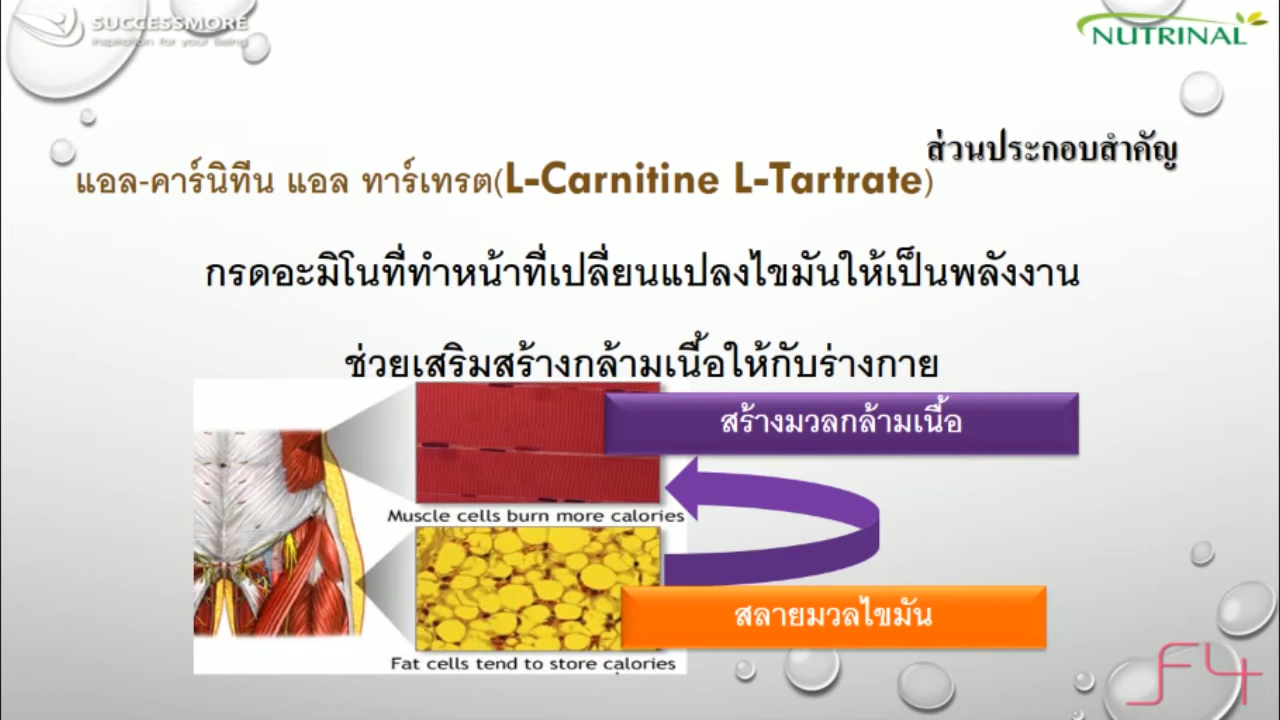 SUCCESSMORE
Inspiration for your Being
NUTRINAL
ส่วนประกอบสำคัญ
แอล-คาร์นิทีน แอล ทาร์เทรต(L-Carnitine L-Tartrate)
กรดอะมิโนที่ทำหน้าที่เปลี่ยนแปลงไขมันให้เป็นพลังงาน
ช่วยเสริมสร้างกล้ามเนื้อให้กับร่างกาย
สร้างมวลกล้ามเนื้อ
Muscle cells burn more calories
สลายมวลไขมัน
Fat cells tend to store calories
F4